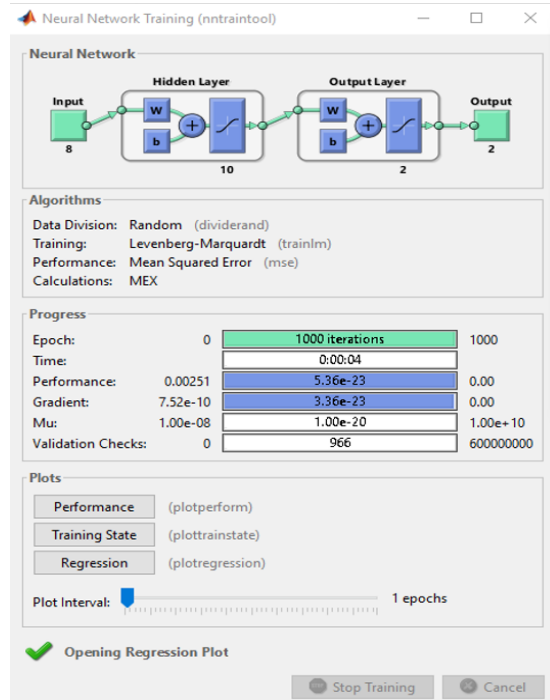 Neural Network Training (nntraintool)
Neural Network
Hidden Layer Output Layer
Input W W Output
b b
8 10 2 2
Algorithms
Data Division: Random (dividerand)
Training: Levenberg-Marquardt (trainlm)
Performance: Mean Squared Error (mse)
Calculations: MEX
Progress
Epoch: 0 1000 iterations 1000
Time: 0:00:04
Performance: 0.00251 5.36e-23 0.00
Gradient: 7.52e-10 3.36e-23 0.00
Mu: 1.00e-08 1.00e-20 1.00e+10
Validation Checks: 0 966 600000000
Plots
Performance (plotperform)
Training State (plottrainstate)
Regression (plotregression)
Plot Interval: 1 epochs
Opening Regression Plot
Stop Training Cancel